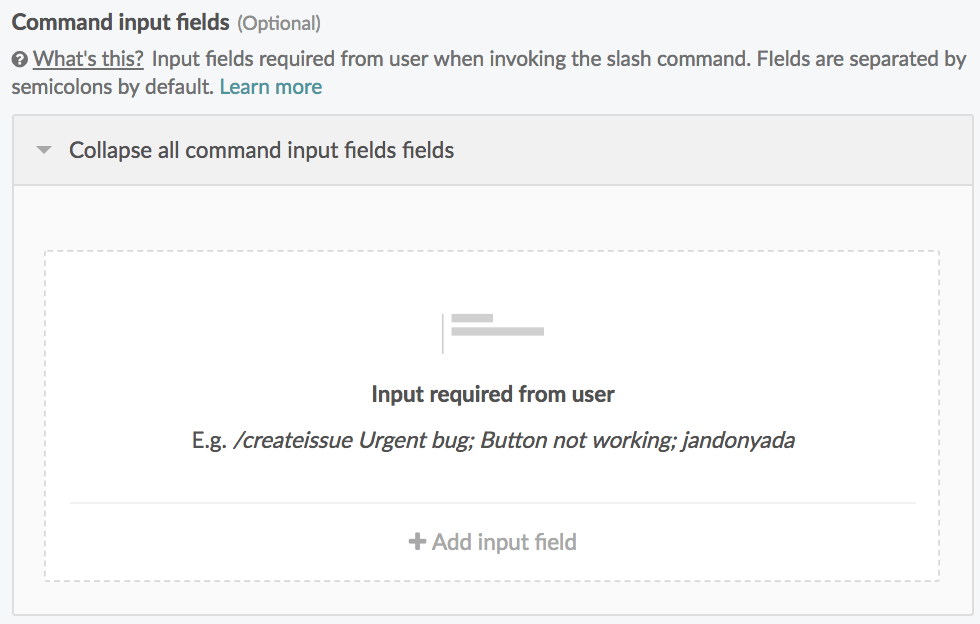 Command input fields (Optional)
What's this? Input fields required from user when invoking the slash command. FIelds are separated by
semicolons by default. Learn more
Collapse all command input fields fields
Input required from user
E.g. /createissue Urgent bug; Button not working; jandonyada
Add input field